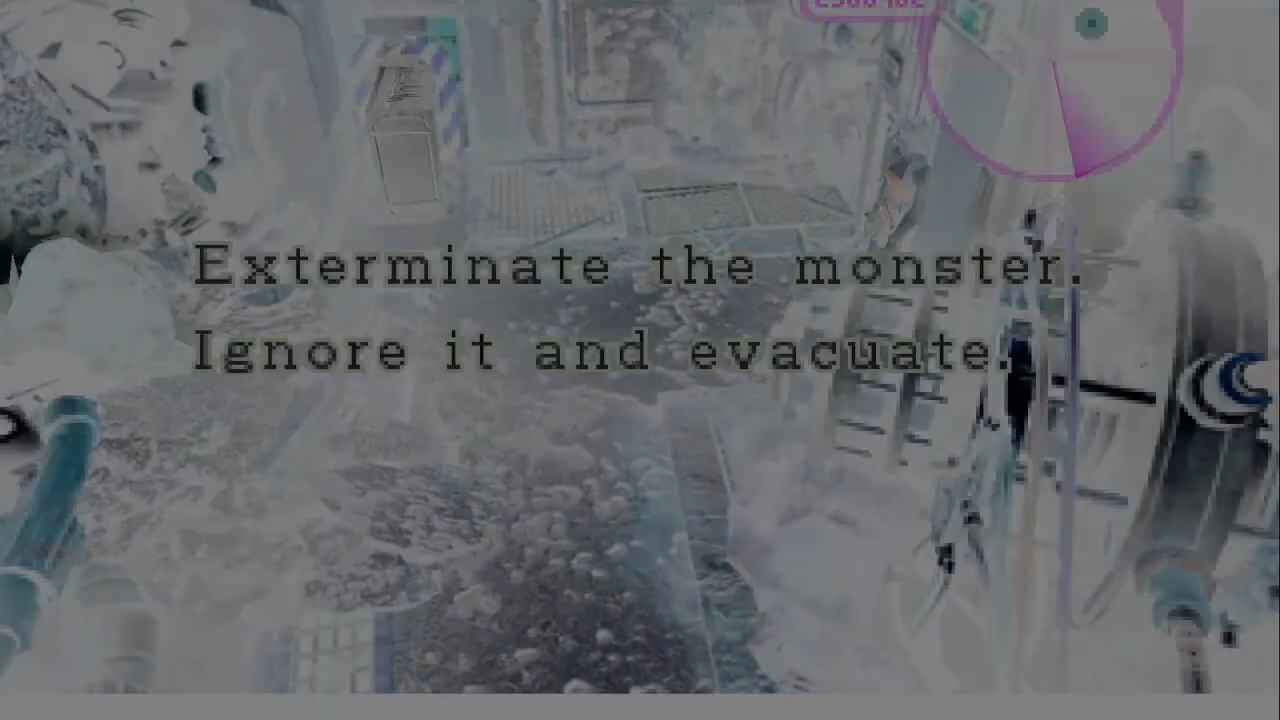 Exterminate the monster.
Ignore it and evacuate.